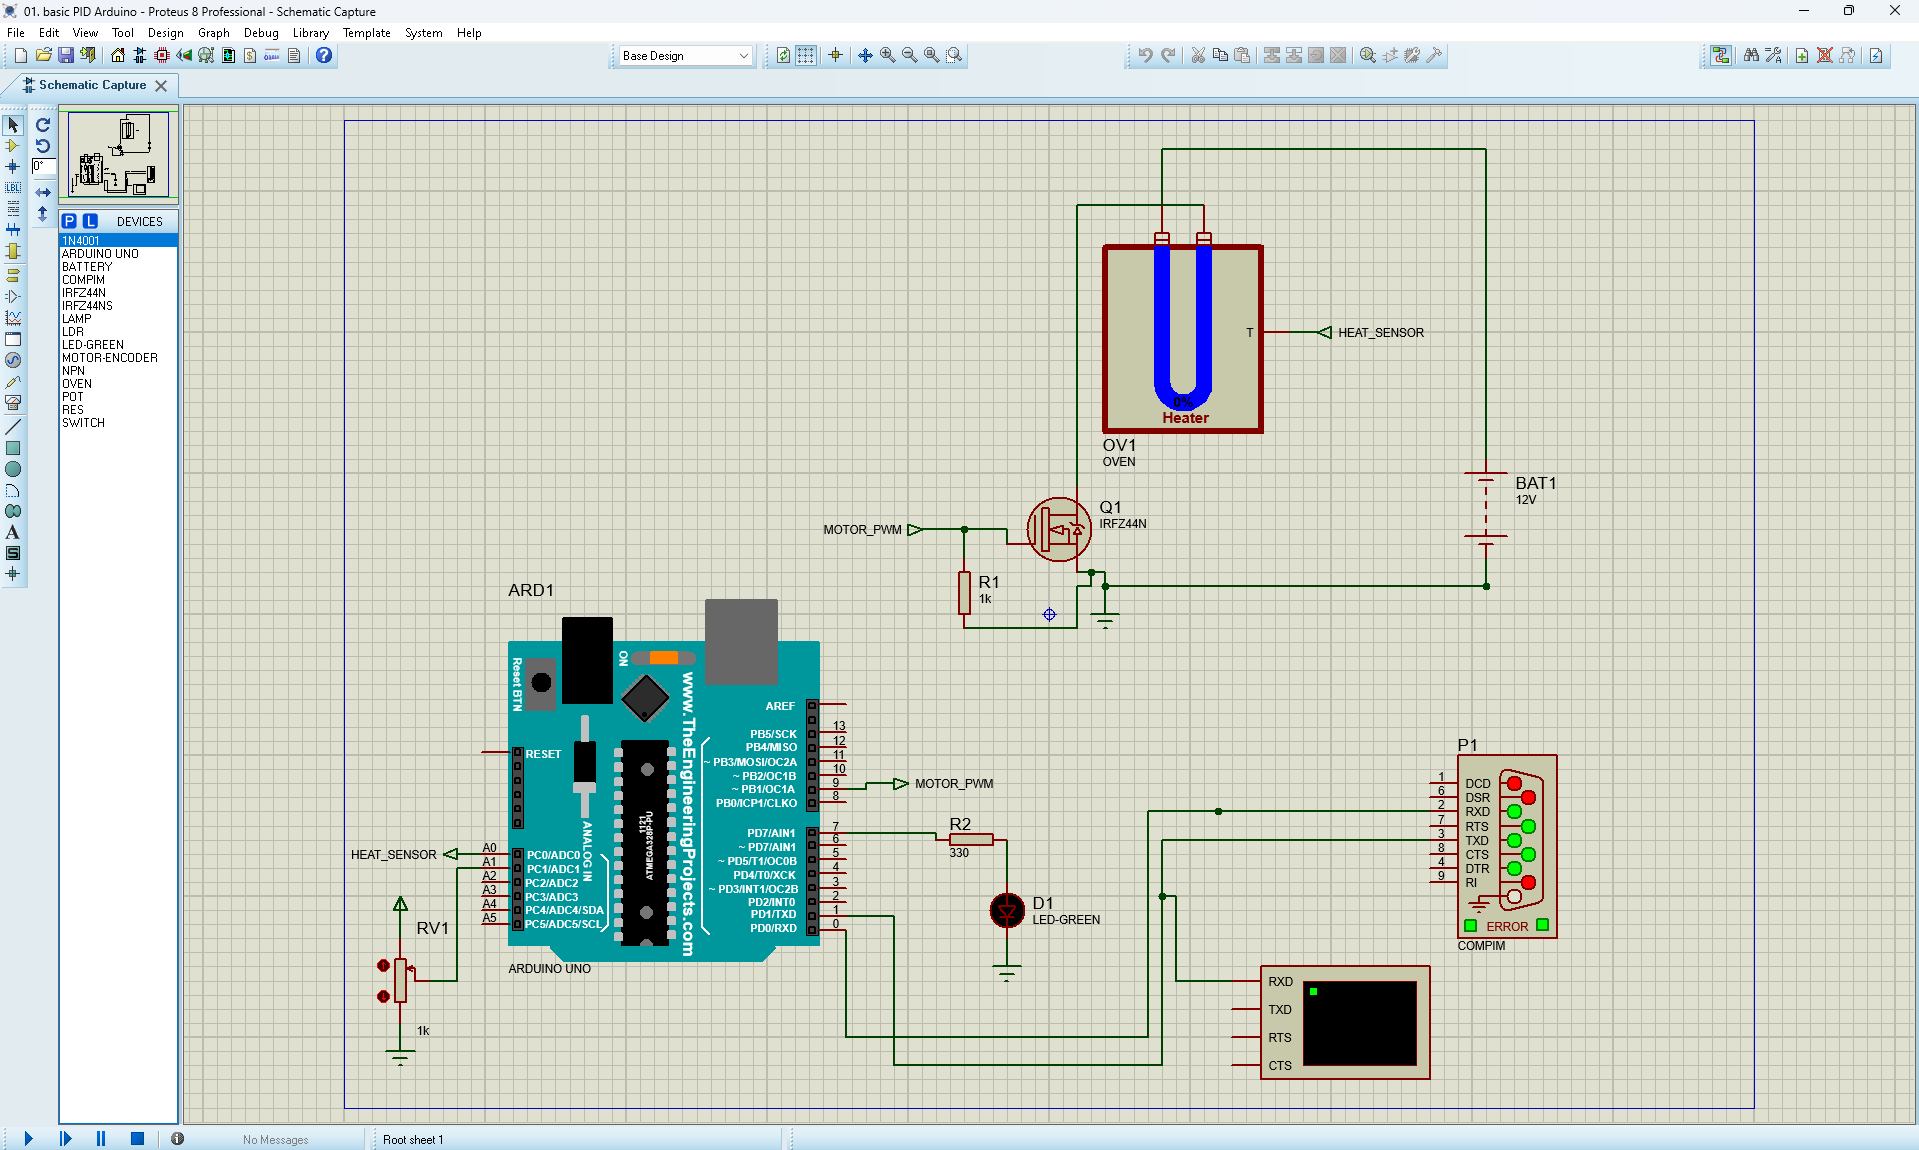 01. basic PID Arduino - Proteus 8 Professional - Schematic Capture
File Edit View Tool Design Graph Debug Library Template System Help
Base Design
Schematic Capture
0°
LBL
P L DEVICES
1N4001
ARDUINO UNO
BATTERY
COMPIM
IRFZ44N
IRFZ44NS
LAMP
LDR
LED-GREEN
MOTOR-ENCODER
NPN
OVEN
POT
RES
SWITCH
A
S
T
HEAT_SENSOR
0%
Heater
OV1
OVEN
BAT1
12V
Q1
IRFZ44N
MOTOR_PWM
R1
1k
ARD1
Reset BTN
ON
www.TheEngineeringProjects.com
RESET
ANALOG IN
1121
ATMEGA328P-PU
AREF
PB5/SCK 13
PB4/MISO 12
~ PB3/MOSI/OC2A 11
~ PB2/OC1B 10
~ PB1/OC1A 9
PB0/ICP1/CLKO 8
PD7/AIN1 7
~ PD7/AIN1 6
~ PD5/T1/OC0B 5
PD4/T0/XCK 4
~ PD3/INT1/OC2B 3
PD2/INT0 2
PD1/TXD 1
PD0/RXD 0
MOTOR_PWM
HEAT_SENSOR
A0 PC0/ADC0
A1 PC1/ADC1
A2 PC2/ADC2
A3 PC3/ADC3
A4 PC4/ADC4/SDA
A5 PC5/ADC5/SCL
ARDUINO UNO
RV1
1k
R2
330
D1
LED-GREEN
P1
1 DCD
6 DSR
2 RXD
7 RTS
3 TXD
8 CTS
4 DTR
9 RI
ERROR
COMPIM
RXD
TXD
RTS
CTS
No Messages
Root sheet 1